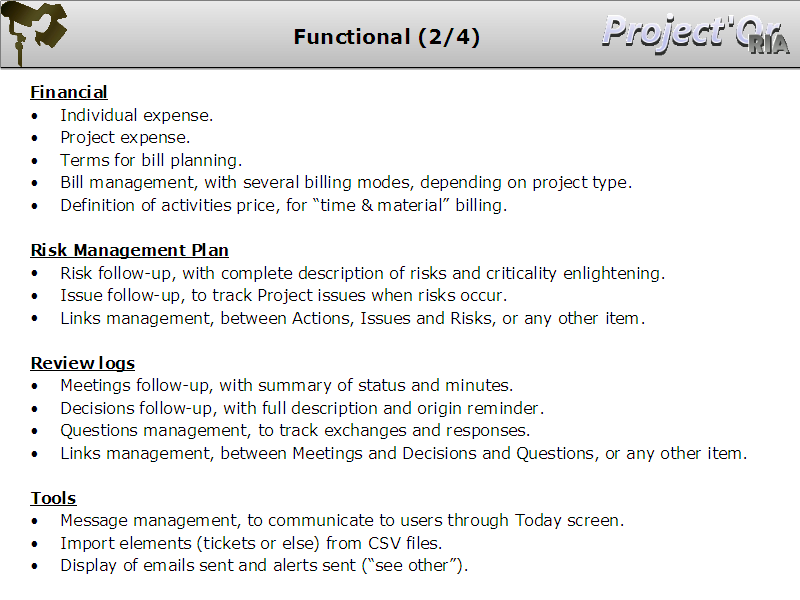 Functional (2/4)
Project'Or
RIA
Financial
• Individual expense.
• Project expense.
• Terms for bill planning.
• Bill management, with several billing modes, depending on project type.
• Definition of activities price, for “time & material” billing.
Risk Management Plan
• Risk follow-up, with complete description of risks and criticality enlightening.
• Issue follow-up, to track Project issues when risks occur.
• Links management, between Actions, Issues and Risks, or any other item.
Review logs
• Meetings follow-up, with summary of status and minutes.
• Decisions follow-up, with full description and origin reminder.
• Questions management, to track exchanges and responses.
• Links management, between Meetings and Decisions and Questions, or any other item.
Tools
• Message management, to communicate to users through Today screen.
• Import elements (tickets or else) from CSV files.
• Display of emails sent and alerts sent (“see other”).